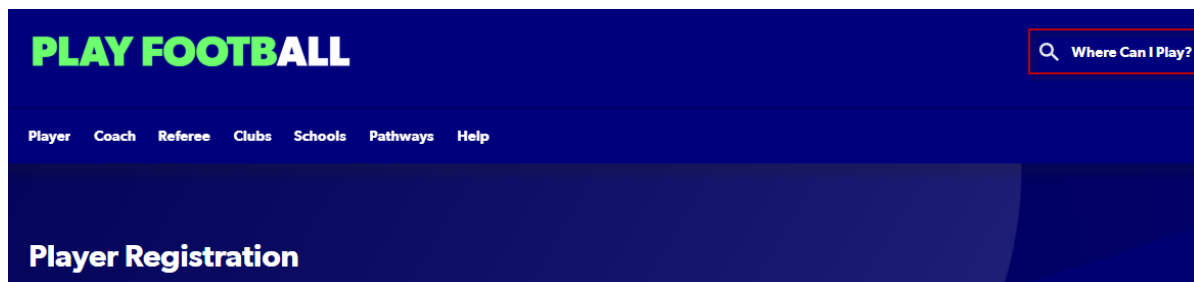 PLAY FOOTBALL
Where Can I Play?
Player Coach Referee Clubs Schools Pathways Help
Player Registration